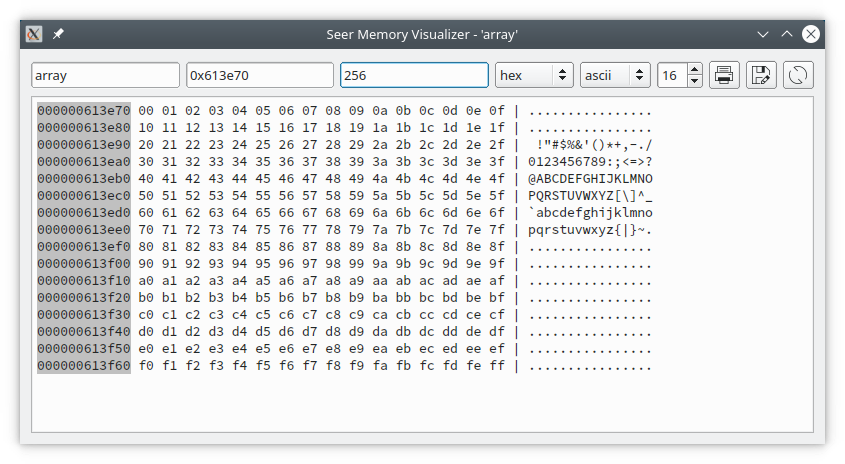 Seer Memory Visualizer - 'array'
array 0x613e70 256 hex ascii 16
000000613e70 00 01 02 03 04 05 06 07 08 09 0a 0b 0c 0d 0e 0f | ................
000000613e80 10 11 12 13 14 15 16 17 18 19 1a 1b 1c 1d 1e 1f | ................
000000613e90 20 21 22 23 24 25 26 27 28 29 2a 2b 2c 2d 2e 2f |  !"#$%&'()*+,-./
000000613ea0 30 31 32 33 34 35 36 37 38 39 3a 3b 3c 3d 3e 3f | 0123456789:;<=>?
000000613eb0 40 41 42 43 44 45 46 47 48 49 4a 4b 4c 4d 4e 4f | @ABCDEFGHIJKLMNO
000000613ec0 50 51 52 53 54 55 56 57 58 59 5a 5b 5c 5d 5e 5f | PQRSTUVWXYZ[\]^_
000000613ed0 60 61 62 63 64 65 66 67 68 69 6a 6b 6c 6d 6e 6f | `abcdefghijklmno
000000613ee0 70 71 72 73 74 75 76 77 78 79 7a 7b 7c 7d 7e 7f | pqrstuvwxyz{|}~.
000000613ef0 80 81 82 83 84 85 86 87 88 89 8a 8b 8c 8d 8e 8f | ................
000000613f00 90 91 92 93 94 95 96 97 98 99 9a 9b 9c 9d 9e 9f | ................
000000613f10 a0 a1 a2 a3 a4 a5 a6 a7 a8 a9 aa ab ac ad ae af | ................
000000613f20 b0 b1 b2 b3 b4 b5 b6 b7 b8 b9 ba bb bc bd be bf | ................
000000613f30 c0 c1 c2 c3 c4 c5 c6 c7 c8 c9 ca cb cc cd ce cf | ................
000000613f40 d0 d1 d2 d3 d4 d5 d6 d7 d8 d9 da db dc dd de df | ................
000000613f50 e0 e1 e2 e3 e4 e5 e6 e7 e8 e9 ea eb ec ed ee ef | ................
000000613f60 f0 f1 f2 f3 f4 f5 f6 f7 f8 f9 fa fb fc fd fe ff | ................